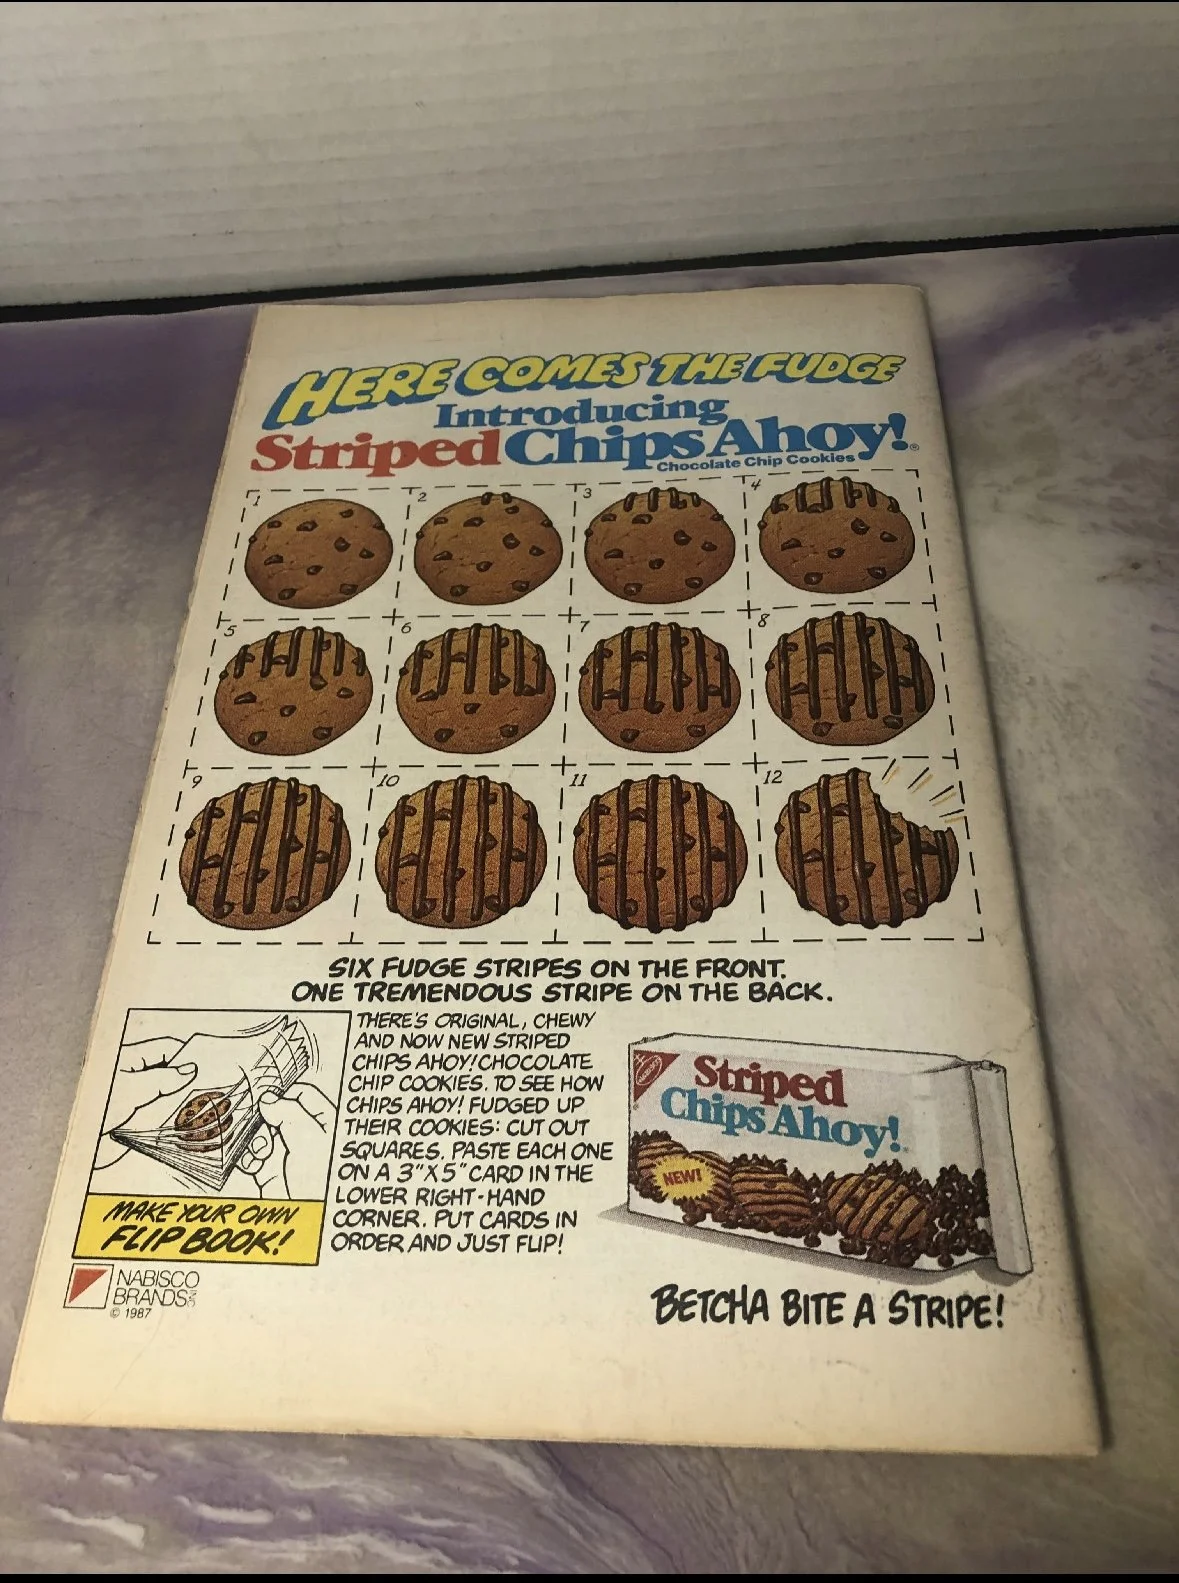 HERE COMES THE FUDGE
Introducing
Striped Chips Ahoy!®
Chocolate Chip Cookies
1 2 3 4
5 6 7 8
9 10 11 12
SIX FUDGE STRIPES ON THE FRONT.
ONE TREMENDOUS STRIPE ON THE BACK.
THERE'S ORIGINAL, CHEWY
AND NOW NEW STRIPED
CHIPS AHOY! CHOCOLATE
CHIP COOKIES. TO SEE HOW
CHIPS AHOY! FUDGED UP
THEIR COOKIES: CUT OUT
SQUARES. PASTE EACH ONE
ON A 3"X5" CARD IN THE
LOWER RIGHT-HAND
CORNER. PUT CARDS IN
ORDER AND JUST FLIP!
MAKE YOUR OWN
FLIP BOOK!
NABISCO
BRANDS INC
© 1987
Striped
Chips Ahoy!
NEW!
BETCHA BITE A STRIPE!